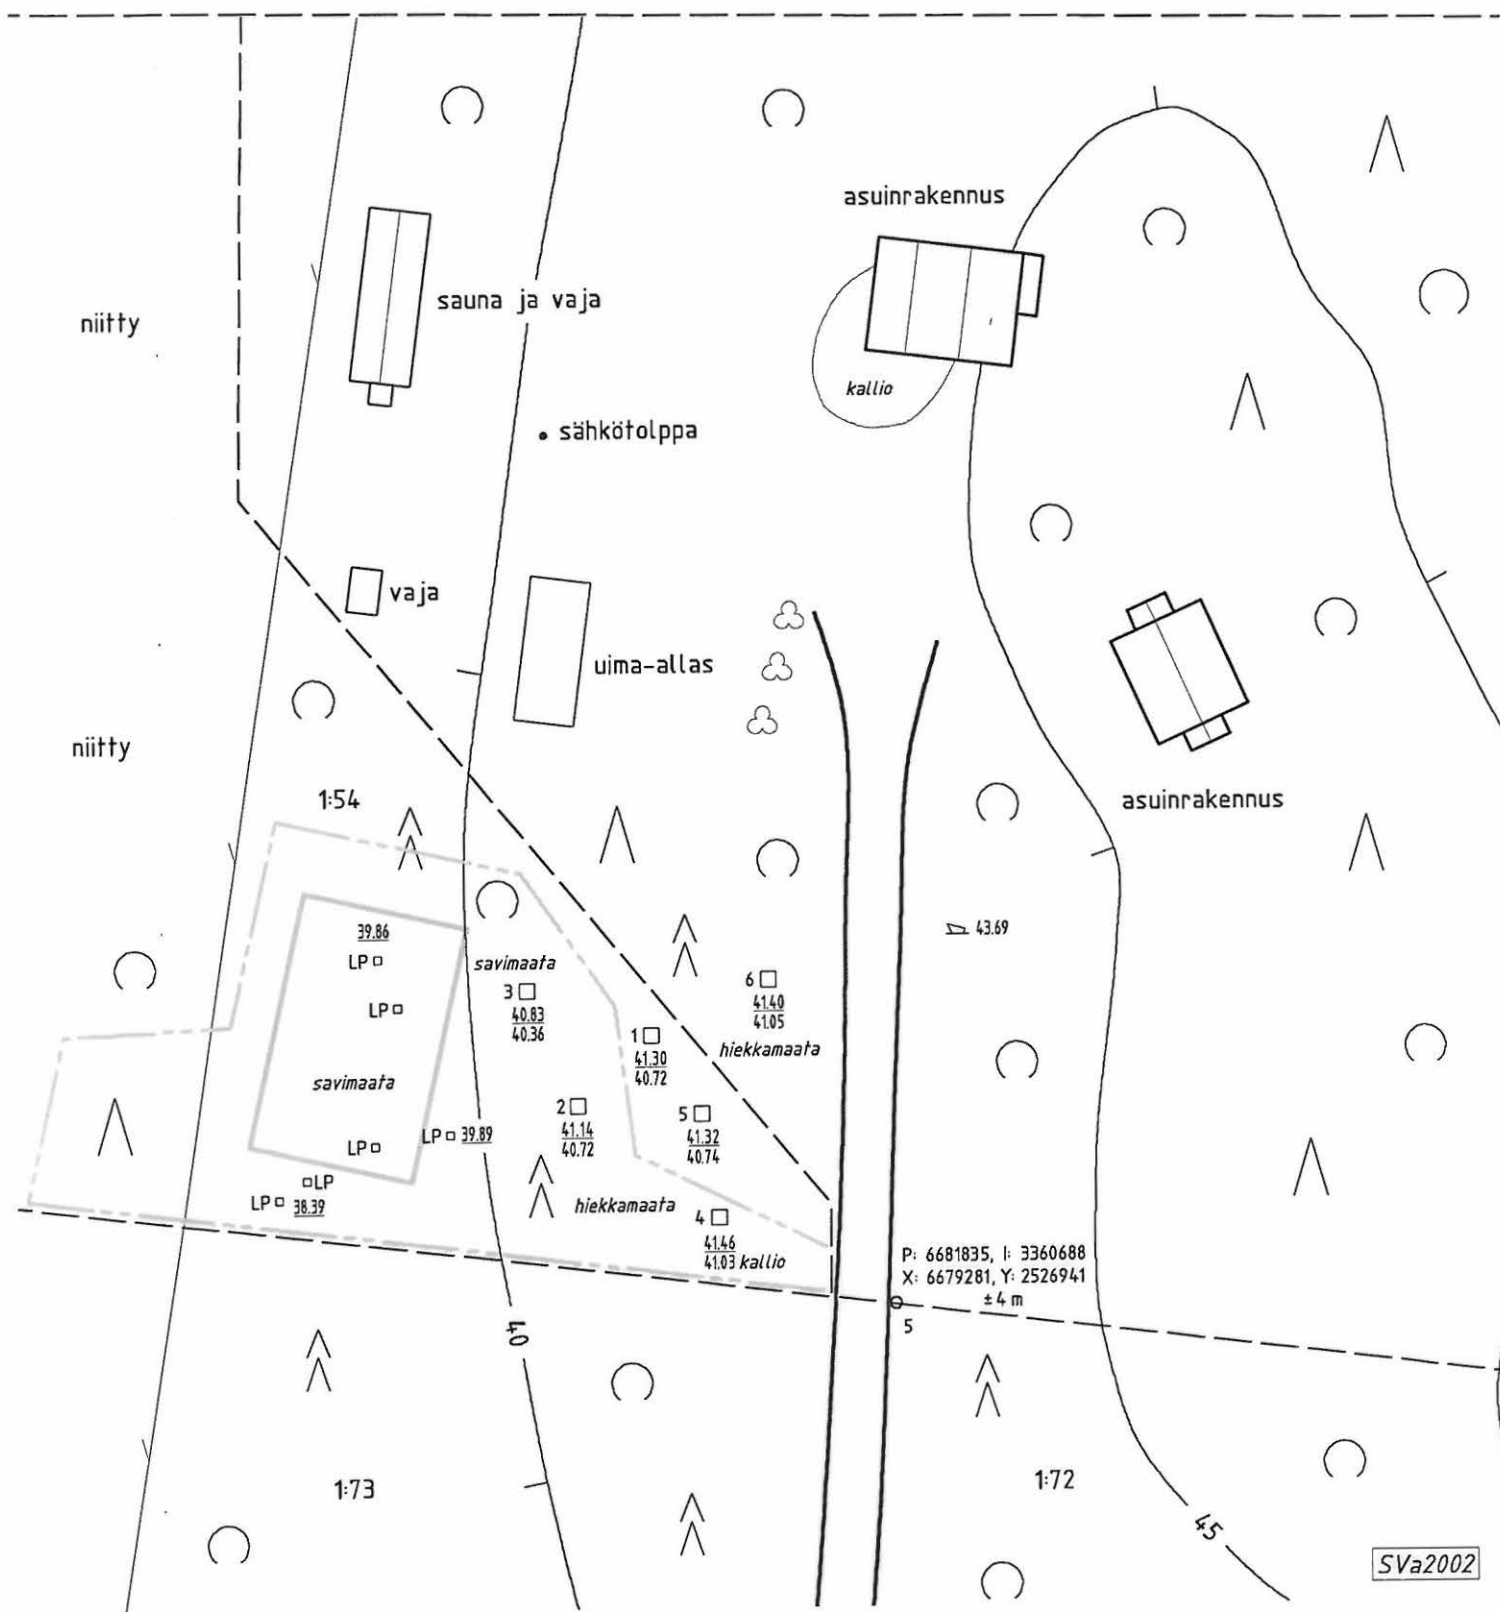 asuinrakennus
sauna ja vaja
niitty
kallio
sähkötolppa
vaja
uima-allas
niitty
1:54
asuinrakennus
39.86
LP
LP
savimaata
3
40.83
40.36
6
41.40
41.05
43.69
1
41.30
40.72
hiekkamaata
savimaata
2
41.14
40.72
5
41.32
40.74
LP
LP 39.89
LP
LP 38.39
hiekkamaata
4
41.46
41.03 kallio
P: 6681835, I: 3360688
X: 6679281, Y: 2526941
±4 m
5
40
1:73
1:72
45
SVa2002